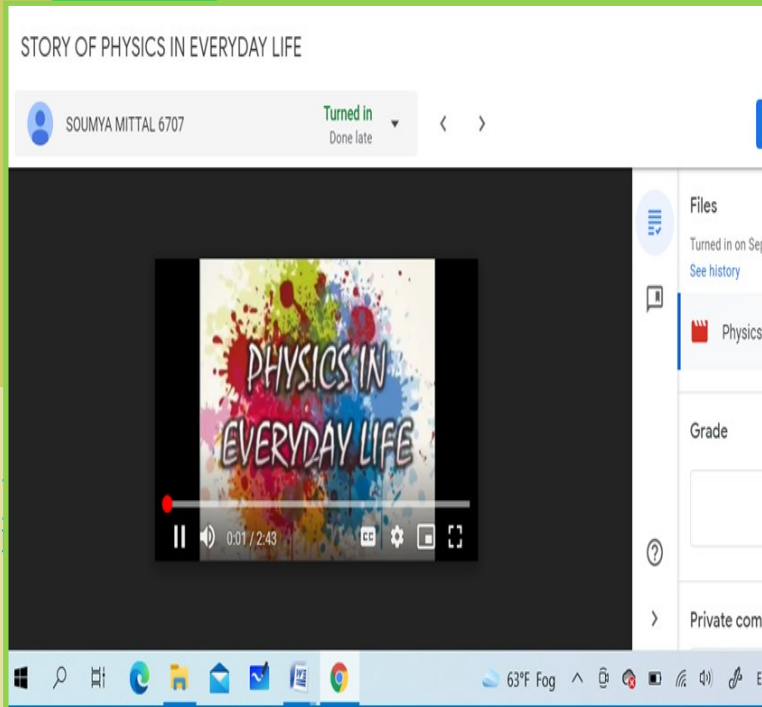 STORY OF PHYSICS IN EVERYDAY LIFE
SOUMYA MITTAL 6707
Turned in
Done late
Files
Turned in on Sep
See history
Physics
PHYSICS IN
EVERYDAY LIFE
0:01 / 2:43
CC
Grade
Private com
63°F Fog
E